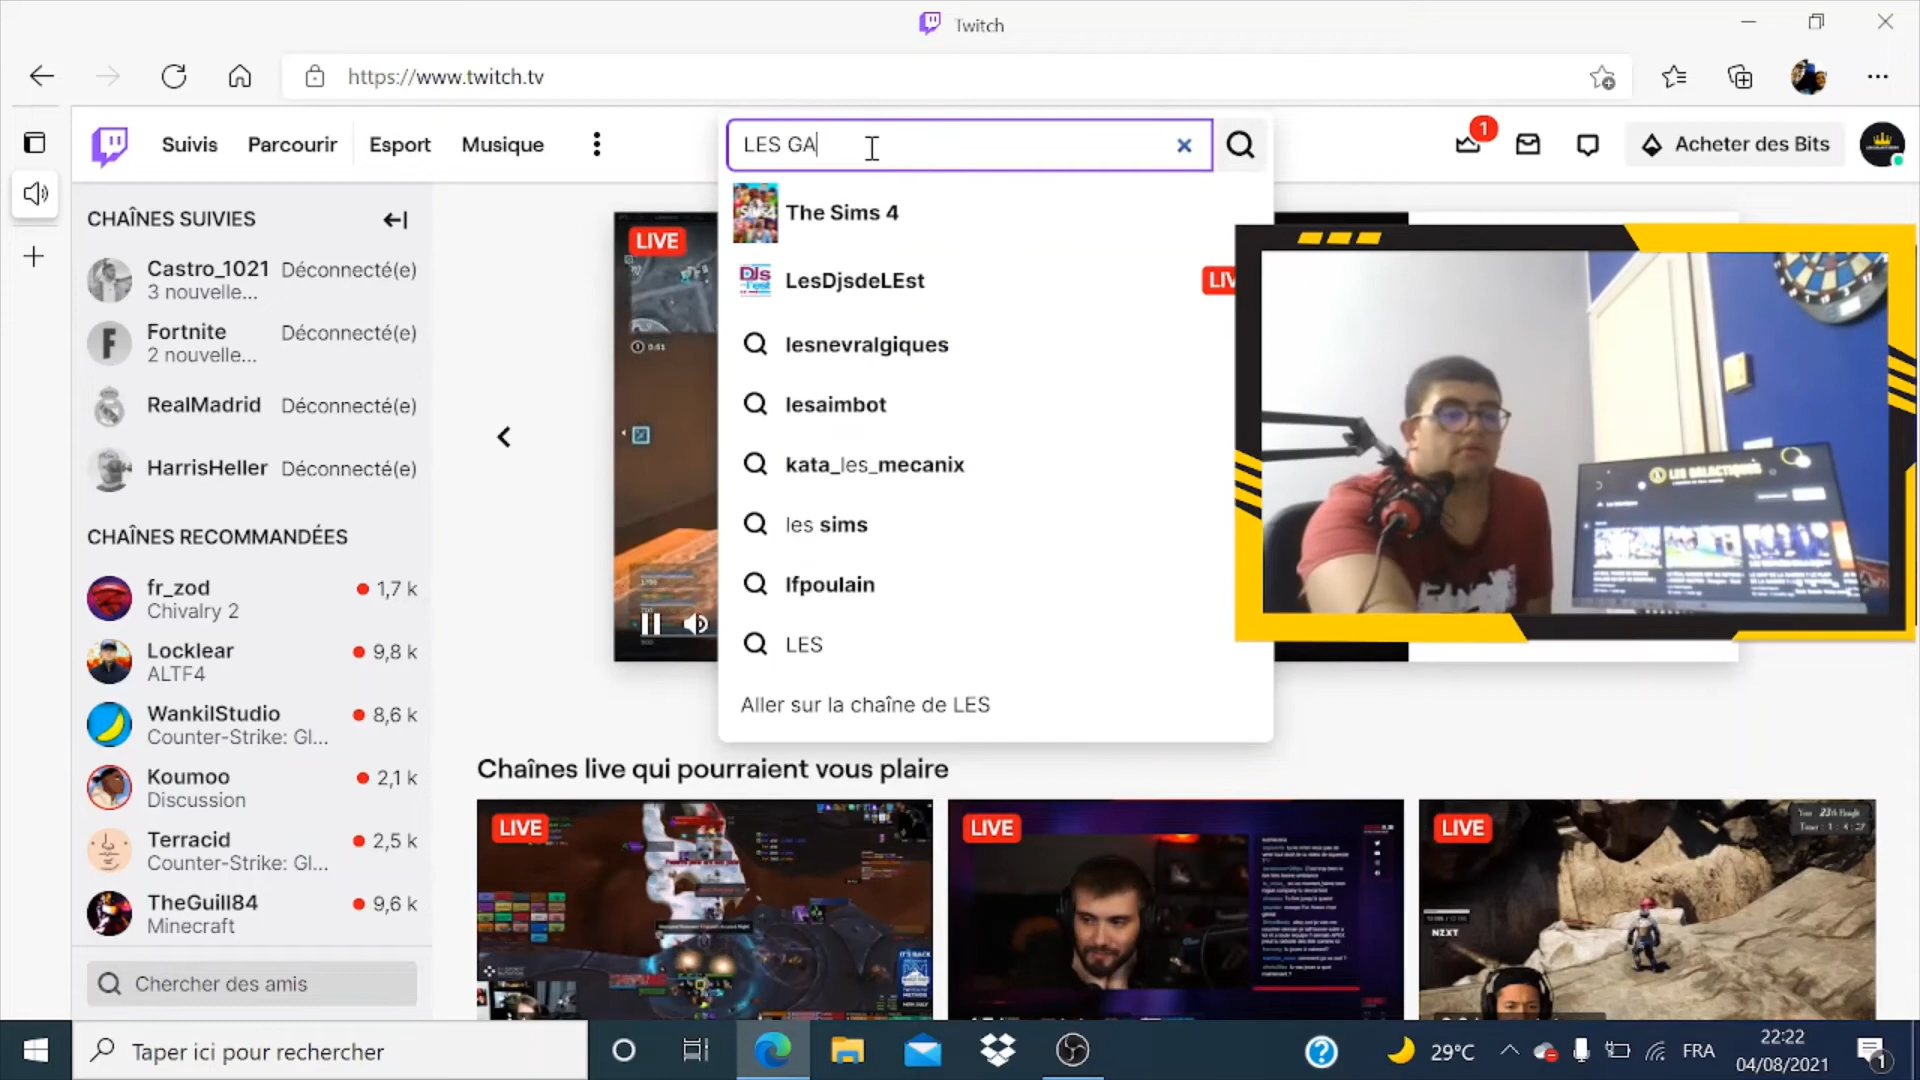 Twitch
https://www.twitch.tv
Suivis
Parcourir
Esport
Musique
LES GA
1
Acheter des Bits
CHAÎNES SUIVIES
Castro_1021 Déconnecté(e)
3 nouvelle...
Fortnite Déconnecté(e)
2 nouvelle...
RealMadrid Déconnecté(e)
HarrisHeller Déconnecté(e)
CHAÎNES RECOMMANDÉES
fr_zod 1,7 k
Chivalry 2
Locklear 9,8 k
ALTF4
WankilStudio 8,6 k
Counter-Strike: Gl...
Koumoo 2,1 k
Discussion
Terracid 2,5 k
Counter-Strike: Gl...
TheGuill84 9,6 k
Minecraft
Chercher des amis
LIVE
The Sims 4
LesDjsdeLEst
LIV
lesnevralgiques
lesaimbot
kata_les_mecanix
les sims
lfpoulain
LES
Aller sur la chaîne de LES
LES GALACTIQUES
Chaînes live qui pourraient vous plaire
LIVE
LIVE
LIVE
NZXT
Taper ici pour rechercher
29°C
FRA
22:22
04/08/2021
1